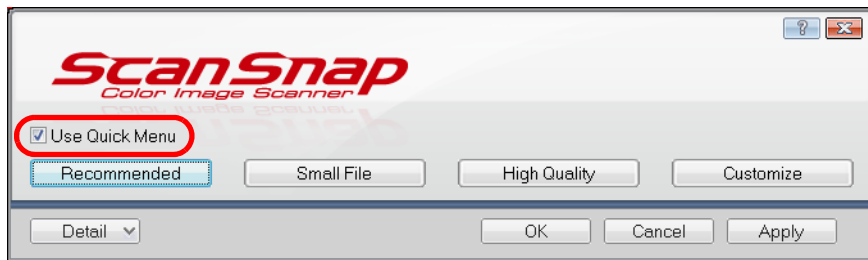 ?
ScanSnap
Color Image Scanner
Use Quick Menu
Recommended Small File High Quality Customize
Detail OK Cancel Apply